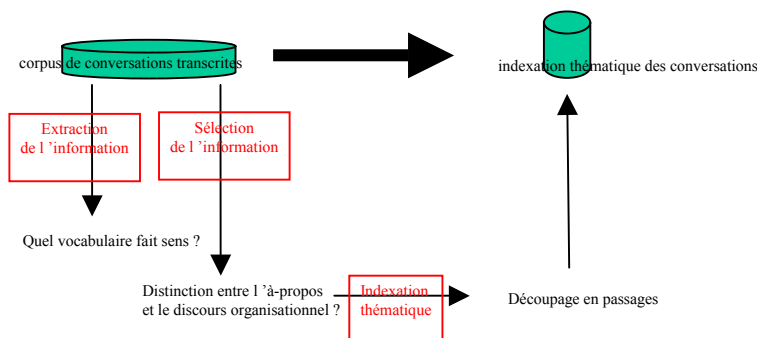 corpus de conversations transcrites
indexation thématique des conversations
Extraction
de l ’information
Sélection
de l ’information
Quel vocabulaire fait sens ?
Distinction entre l ’à-propos
et le discours organisationnel ?
Indexation
thématique
Découpage en passages